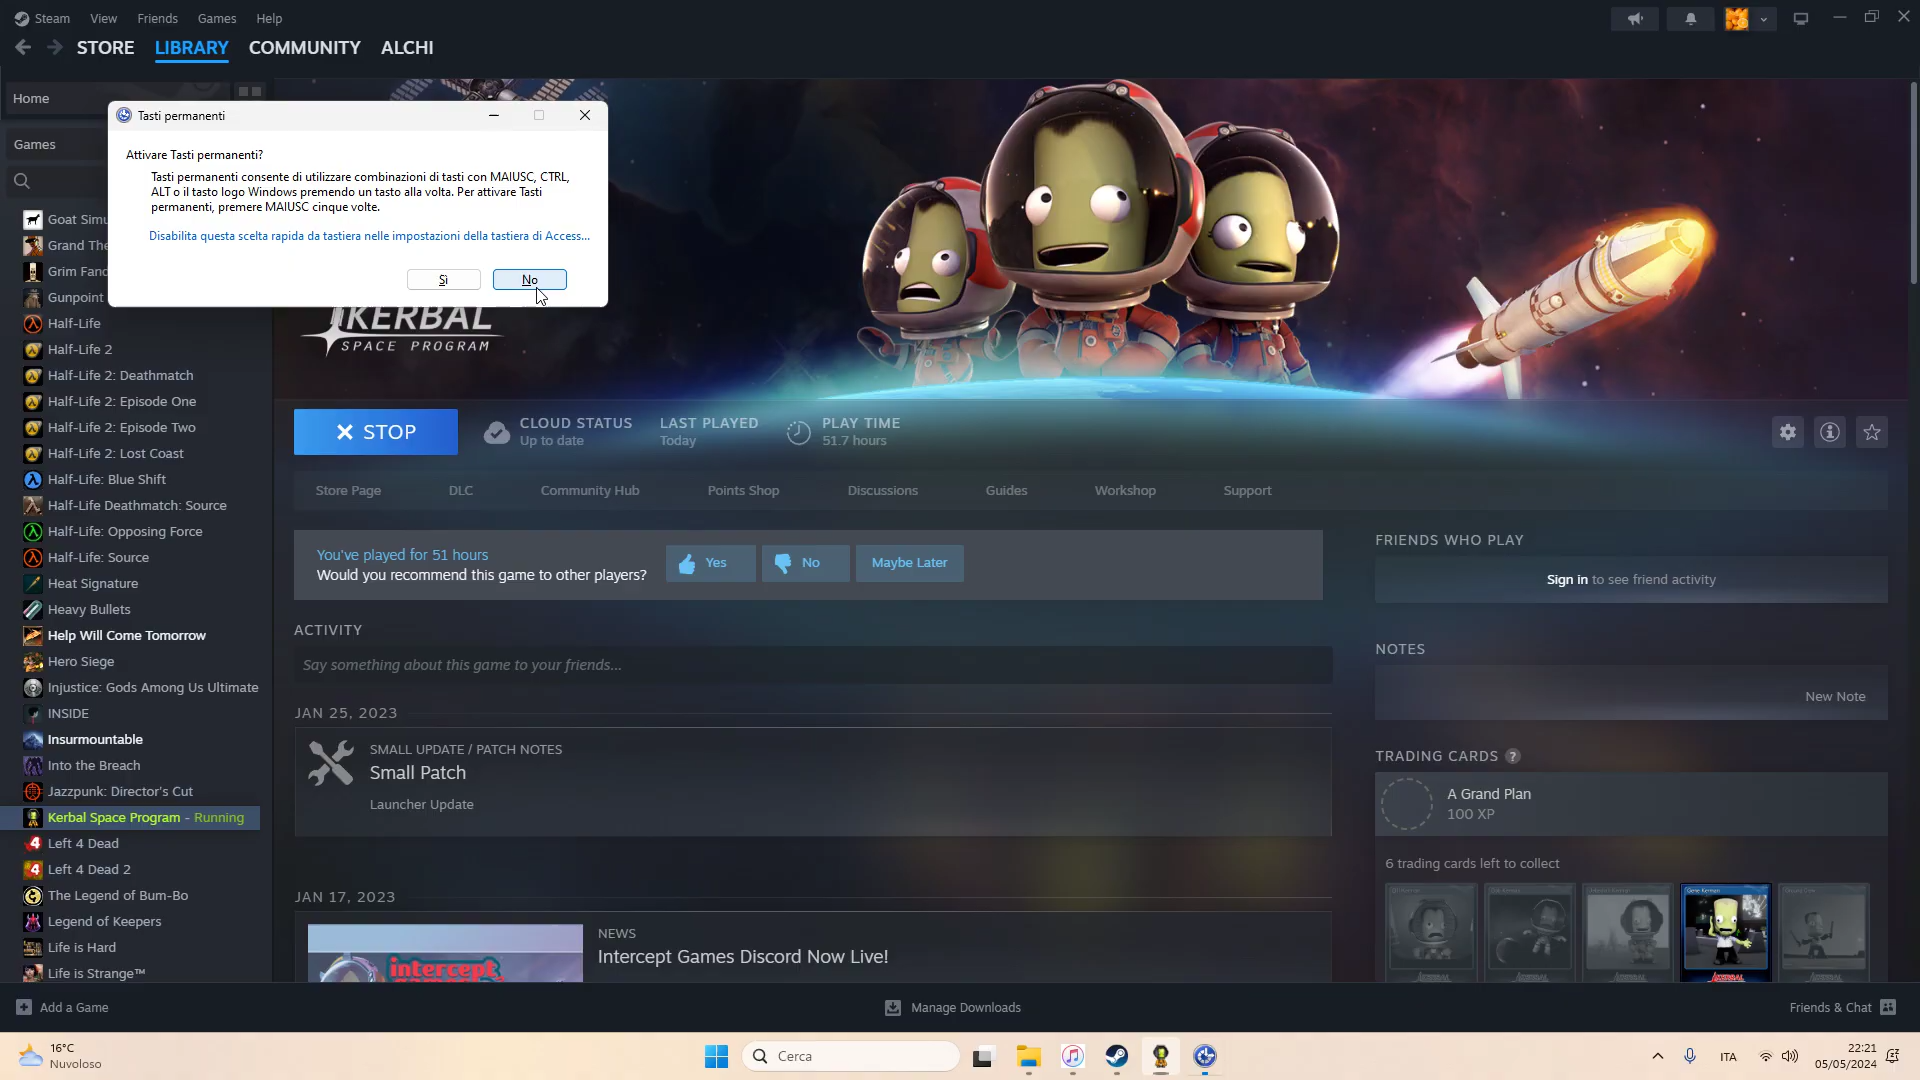 Steam
View
Friends
Games
Help
STORE
LIBRARY
COMMUNITY
ALCHI
Home
Games
Tasti permanenti
Attivare Tasti permanenti?
Tasti permanenti consente di utilizzare combinazioni di tasti con MAIUSC, CTRL,
ALT o il tasto logo Windows premendo un tasto alla volta. Per attivare Tasti
permanenti, premere MAIUSC cinque volte.
Disabilita questa scelta rapida da tastiera nelle impostazioni della tastiera di Access...
Sì
No
Goat Simu
Grand The
Grim Fand
Gunpoint
Half-Life
Half-Life 2
Half-Life 2: Deathmatch
Half-Life 2: Episode One
Half-Life 2: Episode Two
Half-Life 2: Lost Coast
Half-Life: Blue Shift
Half-Life Deathmatch: Source
Half-Life: Opposing Force
Half-Life: Source
Heat Signature
Heavy Bullets
Help Will Come Tomorrow
Hero Siege
Injustice: Gods Among Us Ultimate
INSIDE
Insurmountable
Into the Breach
Jazzpunk: Director's Cut
Kerbal Space Program - Running
Left 4 Dead
Left 4 Dead 2
The Legend of Bum-Bo
Legend of Keepers
Life is Hard
Life is Strange™
KERBAL
SPACE PROGRAM
STOP
CLOUD STATUS
Up to date
LAST PLAYED
Today
PLAY TIME
51.7 hours
Store Page
DLC
Community Hub
Points Shop
Discussions
Guides
Workshop
Support
You've played for 51 hours
Would you recommend this game to other players?
Yes
No
Maybe Later
ACTIVITY
Say something about this game to your friends...
JAN 25, 2023
SMALL UPDATE / PATCH NOTES
Small Patch
Launcher Update
JAN 17, 2023
intercept
NEWS
Intercept Games Discord Now Live!
FRIENDS WHO PLAY
Sign in to see friend activity
NOTES
New Note
TRADING CARDS ?
A Grand Plan
100 XP
6 trading cards left to collect
Gene Kerman
Add a Game
Manage Downloads
Friends & Chat
16°C
Nuvoloso
Cerca
ITA
22:21
05/05/2024